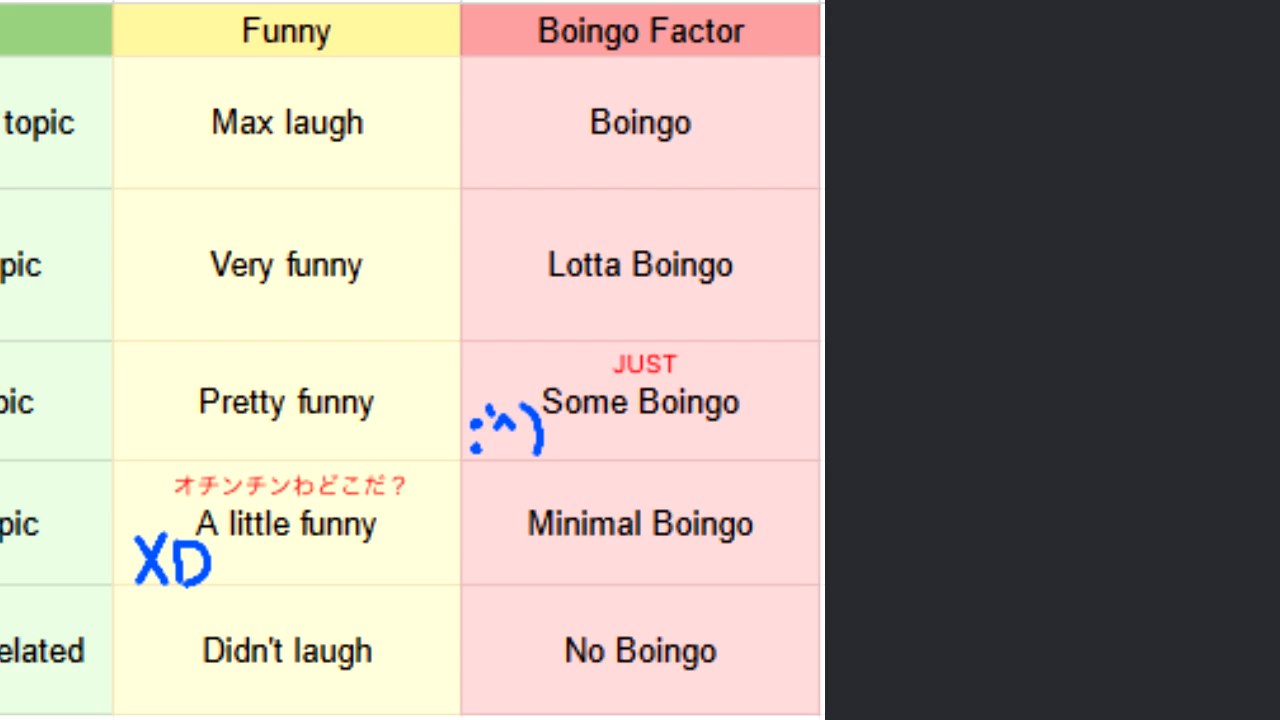 Funny Boingo Factor
topic Max laugh Boingo
pic Very funny Lotta Boingo
JUST
pic Pretty funny :^) Some Boingo
オチンチンわどこだ？
pic A little funny Minimal Boingo
XD
elated Didn't laugh No Boingo